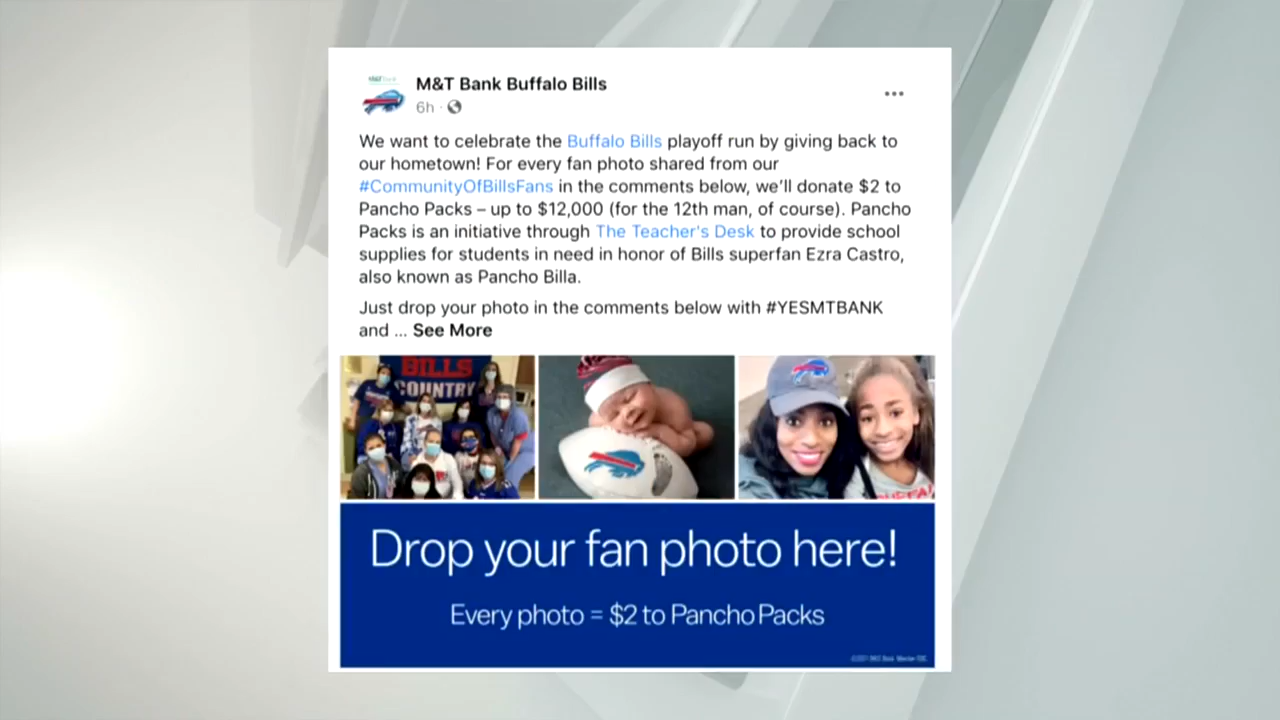 M&T Bank Buffalo Bills
6h ·
We want to celebrate the Buffalo Bills playoff run by giving back to
our hometown! For every fan photo shared from our
#CommunityOfBillsFans in the comments below, we'll donate $2 to
Pancho Packs – up to $12,000 (for the 12th man, of course). Pancho
Packs is an initiative through The Teacher's Desk to provide school
supplies for students in need in honor of Bills superfan Ezra Castro,
also known as Pancho Billa.
Just drop your photo in the comments below with #YESMTBANK
and ... See More
BILLS
COUNTRY
Drop your fan photo here!
Every photo = $2 to Pancho Packs